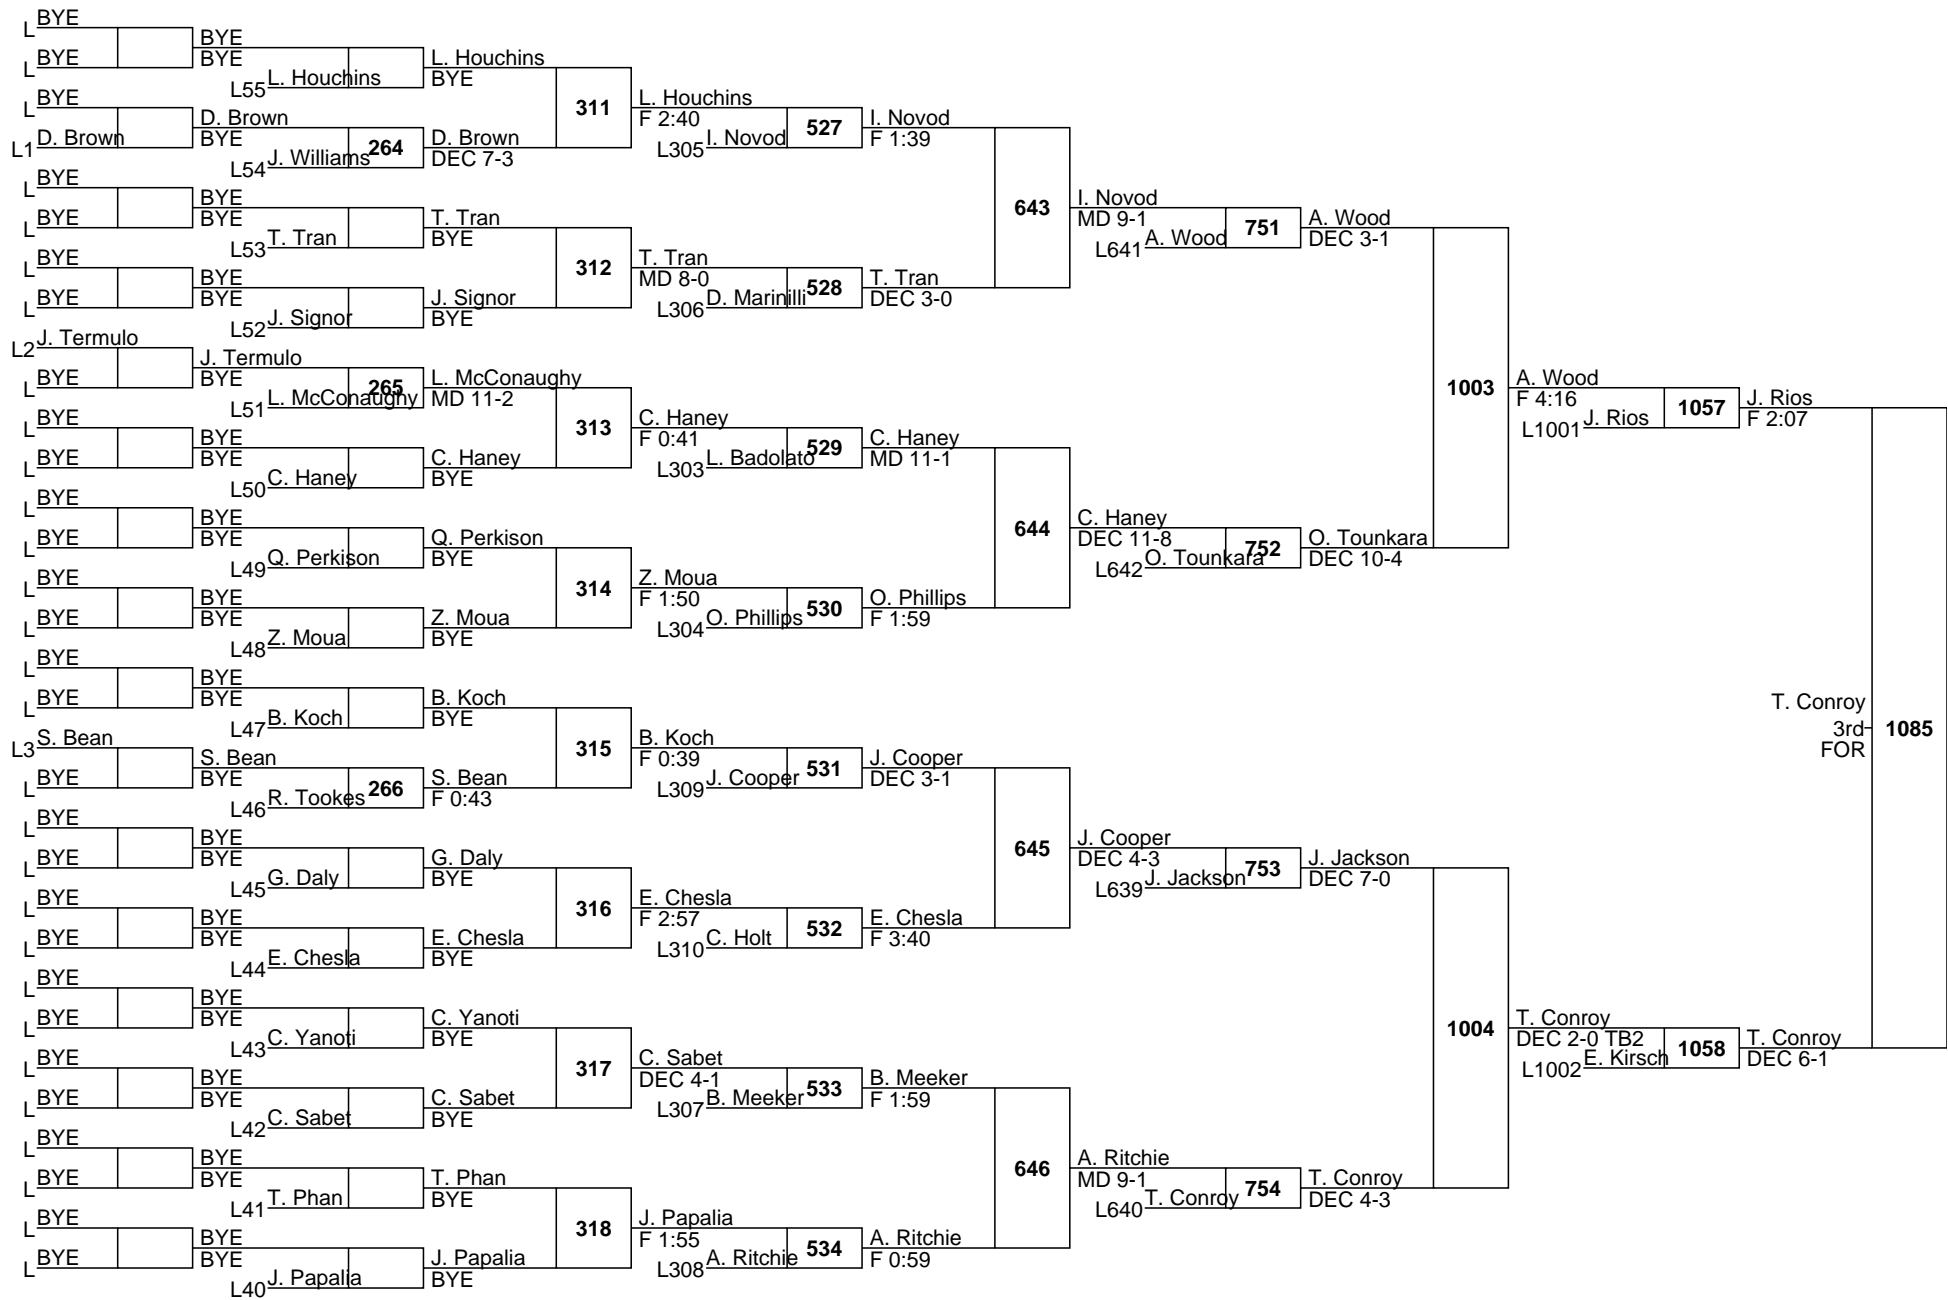 L BYE
L BYE
BYE
BYE
L55 L. Houchins
L. Houchins
BYE
L BYE
L1 D. Brown
D. Brown
BYE
L54 J. Williams
264
D. Brown
DEC 7-3
311
L. Houchins
F 2:40
L305 I. Novod
527
I. Novod
F 1:39
L BYE
L BYE
BYE
BYE
L53 T. Tran
T. Tran
BYE
L BYE
L BYE
BYE
BYE
L52 J. Signor
J. Signor
BYE
312
T. Tran
MD 8-0
L306 D. Marinilli
528
T. Tran
DEC 3-0
643
I. Novod
MD 9-1
L641 A. Wood
751
A. Wood
DEC 3-1
L2 J. Termulo
L BYE
J. Termulo
BYE
L51 L. McConaughy
265
L. McConaughy
MD 11-2
L BYE
L BYE
BYE
BYE
L50 C. Haney
C. Haney
BYE
313
C. Haney
F 0:41
L303 L. Badolato
529
C. Haney
MD 11-1
L BYE
L BYE
BYE
BYE
L49 Q. Perkison
Q. Perkison
BYE
L BYE
L BYE
BYE
BYE
L48 Z. Moua
Z. Moua
BYE
314
Z. Moua
F 1:50
L304 O. Phillips
530
O. Phillips
F 1:59
644
C. Haney
DEC 11-8
L642 O. Tounkara
752
O. Tounkara
DEC 10-4
1003
A. Wood
F 4:16
L1001 J. Rios
1057
J. Rios
F 2:07
L BYE
L BYE
BYE
BYE
L47 B. Koch
B. Koch
BYE
L3 S. Bean
L BYE
S. Bean
BYE
L46 R. Tookes
266
S. Bean
F 0:43
315
B. Koch
F 0:39
L309 J. Cooper
531
J. Cooper
DEC 3-1
L BYE
L BYE
BYE
BYE
L45 G. Daly
G. Daly
BYE
L BYE
L BYE
BYE
BYE
L44 E. Chesla
E. Chesla
BYE
316
E. Chesla
F 2:57
L310 C. Holt
532
E. Chesla
F 3:40
645
J. Cooper
DEC 4-3
L639 J. Jackson
753
J. Jackson
DEC 7-0
L BYE
L BYE
BYE
BYE
L43 C. Yanoti
C. Yanoti
BYE
L BYE
L BYE
BYE
BYE
L42 C. Sabet
C. Sabet
BYE
317
C. Sabet
DEC 4-1
L307 B. Meeker
533
B. Meeker
F 1:59
L BYE
L BYE
BYE
BYE
L41 T. Phan
T. Phan
BYE
L BYE
L BYE
BYE
BYE
L40 J. Papalia
J. Papalia
BYE
318
J. Papalia
F 1:55
L308 A. Ritchie
534
A. Ritchie
F 0:59
646
A. Ritchie
MD 9-1
L640 T. Conroy
754
T. Conroy
DEC 4-3
1004
T. Conroy
DEC 2-0 TB2
L1002 E. Kirsch
1058
T. Conroy
DEC 6-1
T. Conroy
3rd
FOR
1085